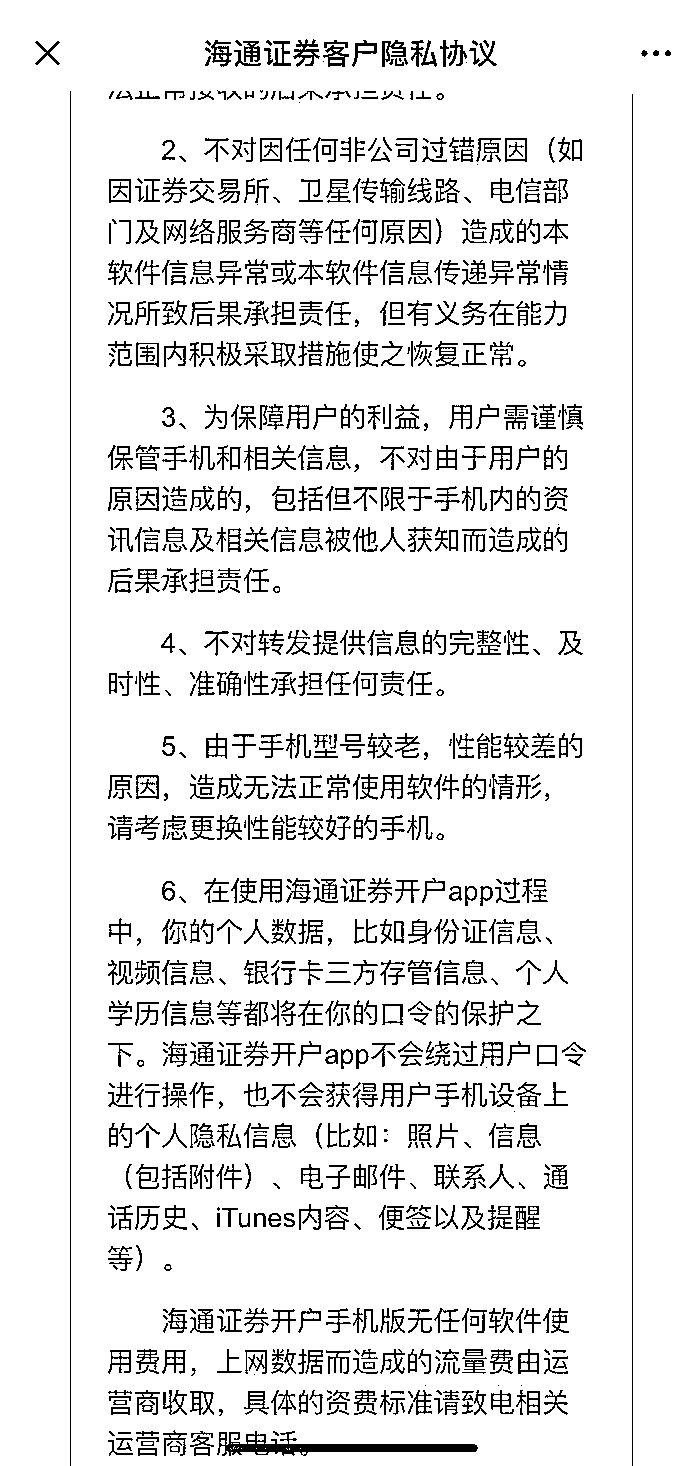 海通证券客户隐私协议
法正常接收的后果承担责任。
2、不对因任何非公司过错原因（如
因证券交易所、卫星传输线路、电信部
门及网络服务商等任何原因）造成的本
软件信息异常或本软件信息传递异常情
况所致后果承担责任，但有义务在能力
范围内积极采取措施使之恢复正常。
3、为保障用户的利益，用户需谨慎
保管手机和相关信息，不对由于用户的
原因造成的，包括但不限于手机内的资
讯信息及相关信息被他人获知而造成的
后果承担责任。
4、不对转发提供信息的完整性、及
时性、准确性承担任何责任。
5、由于手机型号较老，性能较差的
原因，造成无法正常使用软件的情形，
请考虑更换性能较好的手机。
6、在使用海通证券开户app过程
中，你的个人数据，比如身份证信息、
视频信息、银行卡三方存管信息、个人
学历信息等都将在你的口令的保护之
下。海通证券开户app不会绕过用户口令
进行操作，也不会获得用户手机设备上
的个人隐私信息（比如：照片、信息
（包括附件）、电子邮件、联系人、通
话历史、iTunes内容、便签以及提醒
等）。
海通证券开户手机版无任何软件使
用费用，上网数据而造成的流量费由运
营商收取，具体的资费标准请致电相关
运营商客服电话。